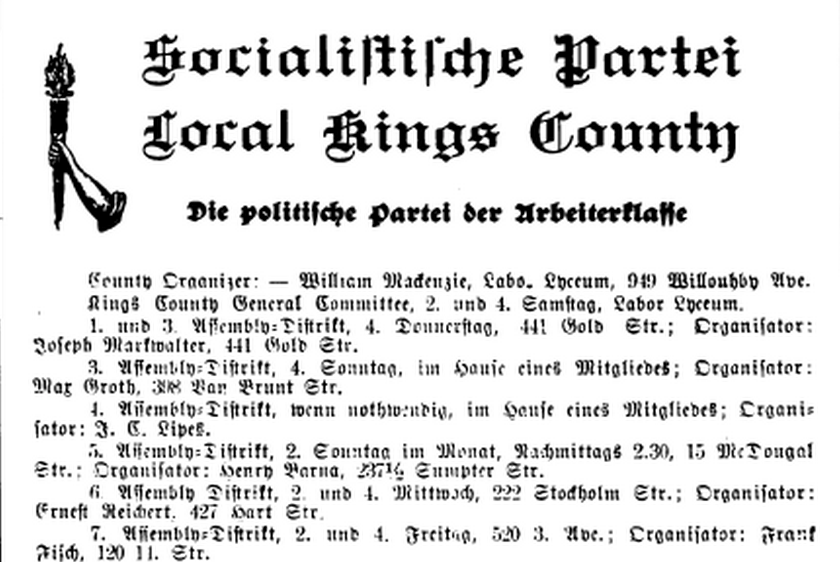 Socialistische Partei
Local Kings County
Die politische Partei der Arbeiterklasse
County Organizer: — William Mackenzie, Labo. Lyceum, 949 Willouhby Ave.
Kings County General Committee, 2. und 4. Samstag, Labor Lyceum.
1. und 3. Assembly=Distrikt, 4. Donnerstag, 441 Gold Str.; Organisator:
Joseph Markwalter, 441 Gold Str.
3. Assembly=Distrikt, 4. Sonntag, im Hause eines Mitgliedes; Organisator:
Max Groth, Van Brunt Str.
4. Assembly=Distrikt, wenn nothwendig, im Hause eines Mitgliedes; Organi=
sator: J. C. Lipes.
5. Assembly=Distrikt, 2. Sonntag im Monat, Nachmittags 2.30, 15 McDougal
Str.; Organisator: Henry Varna, Sumpter Str.
6. Assembly Distrikt, 2. und 4. Mittwoch, 222 Stockholm Str.; Organisator:
Ernest Reichert, 427 Hart Str.
7. Assembly=Distrikt, 2. und 4. Freitag, 520 3. Ave.; Organisator: Frank
Fisch, 120 11. Str.